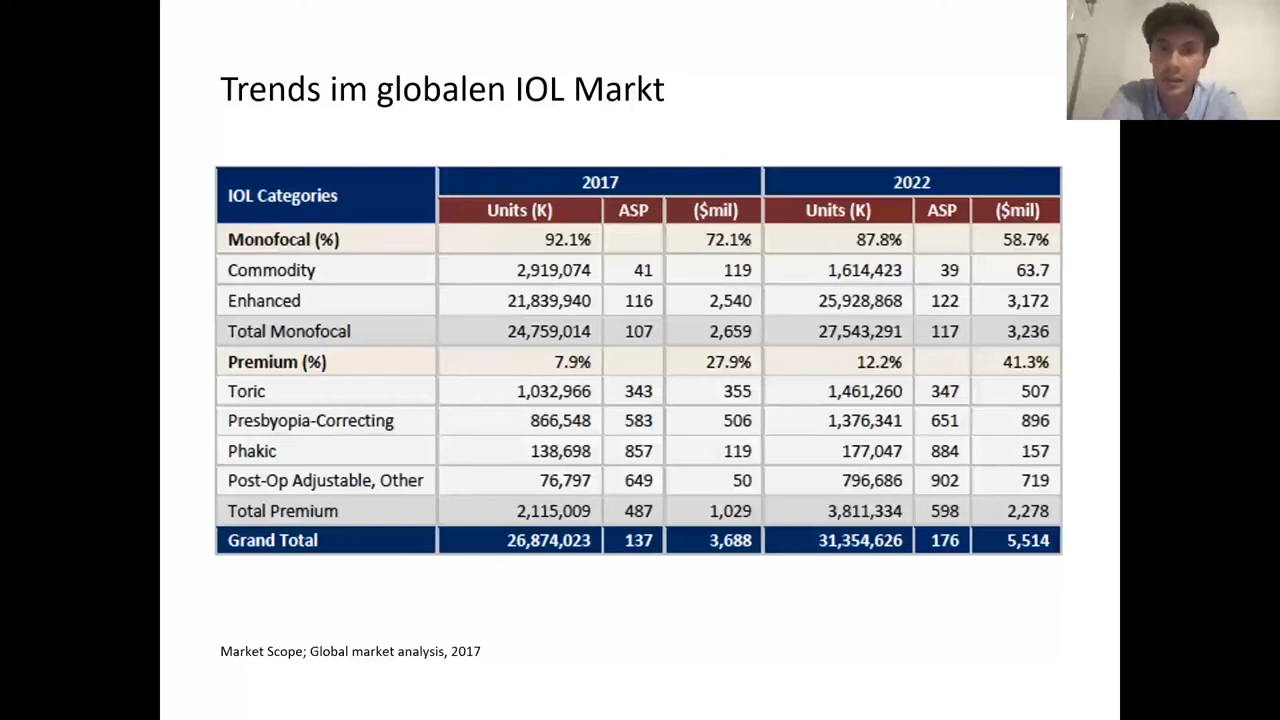 Trends im globalen IOL Markt
IOL Categories 2017 2022
Units (K) ASP ($mil) Units (K) ASP ($mil)
Monofocal (%) 92.1% 72.1% 87.8% 58.7%
Commodity 2,919,074 41 119 1,614,423 39 63.7
Enhanced 21,839,940 116 2,540 25,928,868 122 3,172
Total Monofocal 24,759,014 107 2,659 27,543,291 117 3,236
Premium (%) 7.9% 27.9% 12.2% 41.3%
Toric 1,032,966 343 355 1,461,260 347 507
Presbyopia-Correcting 866,548 583 506 1,376,341 651 896
Phakic 138,698 857 119 177,047 884 157
Post-Op Adjustable, Other 76,797 649 50 796,686 902 719
Total Premium 2,115,009 487 1,029 3,811,334 598 2,278
Grand Total 26,874,023 137 3,688 31,354,626 176 5,514
Market Scope; Global market analysis, 2017